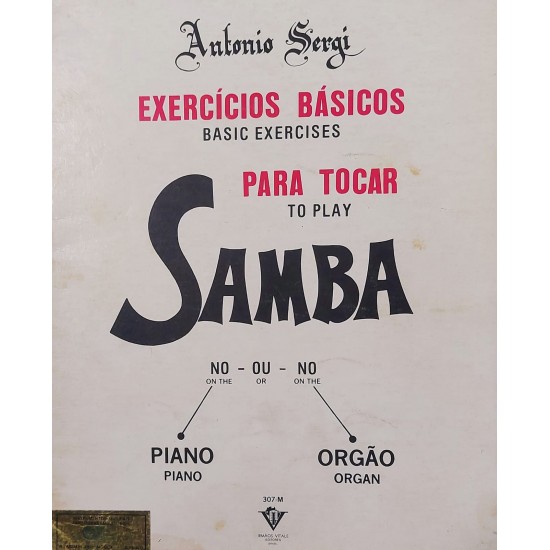 Antonio Sergi
EXERCÍCIOS BÁSICOS
BASIC EXERCISES
PARA TOCAR
TO PLAY
SAMBA
NO - OU - NO
ON THE OR ON THE
PIANO ORGÃO
PIANO ORGAN
307-M
IRMÃOS VITALE